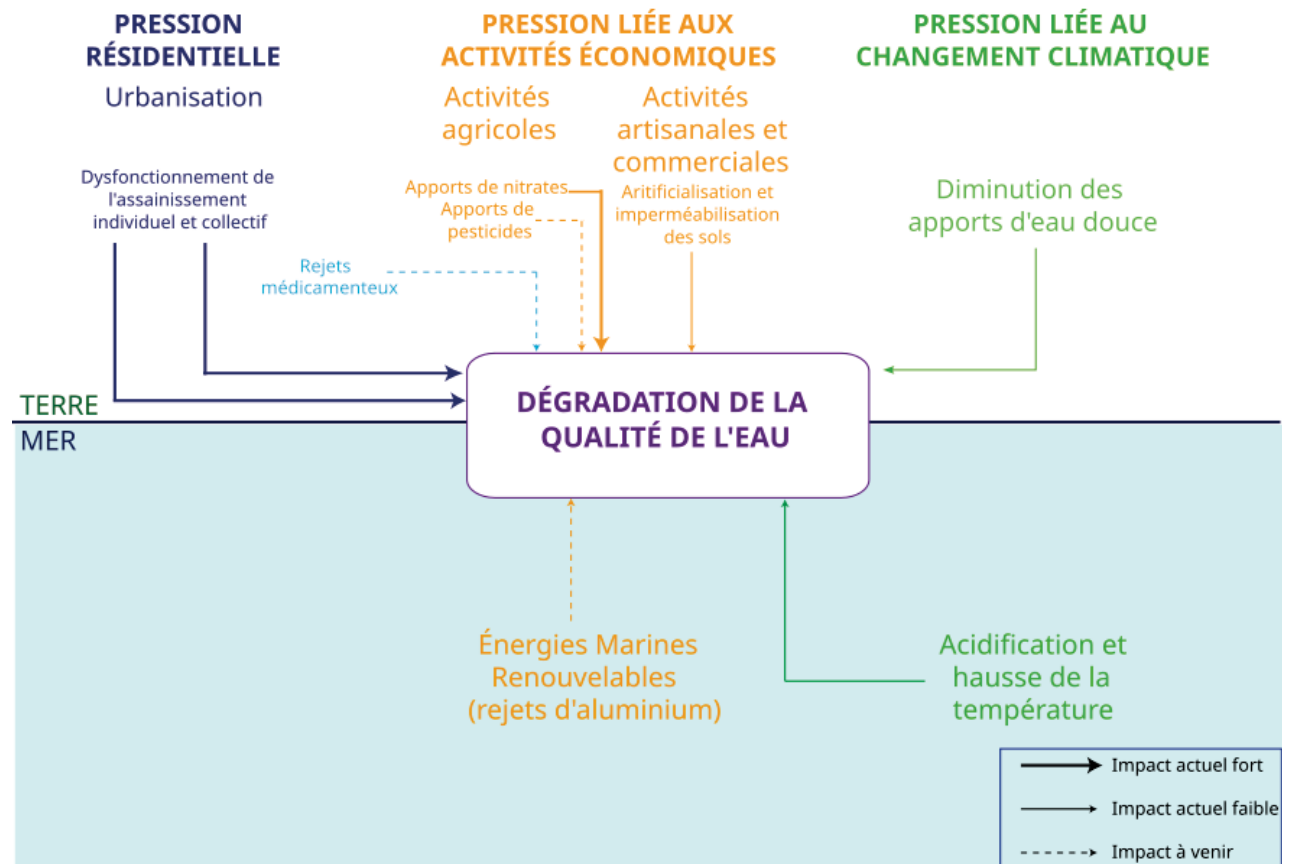 PRESSION
RÉSIDENTIELLE
Urbanisation
Dysfonctionnement de
l'assainissement
individuel et collectif
Rejets
médicamenteux
PRESSION LIÉE AUX
ACTIVITÉS ÉCONOMIQUES
Activités
agricoles
Apports de nitrates
Apports de
pesticides
Activités
artisanales et
commerciales
Aritificialisation et
imperméabilisation
des sols
PRESSION LIÉE AU
CHANGEMENT CLIMATIQUE
Diminution des
apports d'eau douce
DÉGRADATION DE LA
QUALITÉ DE L'EAU
TERRE
MER
Énergies Marines
Renouvelables
(rejets d'aluminium)
Acidification et
hausse de la
température
Impact actuel fort
Impact actuel faible
Impact à venir